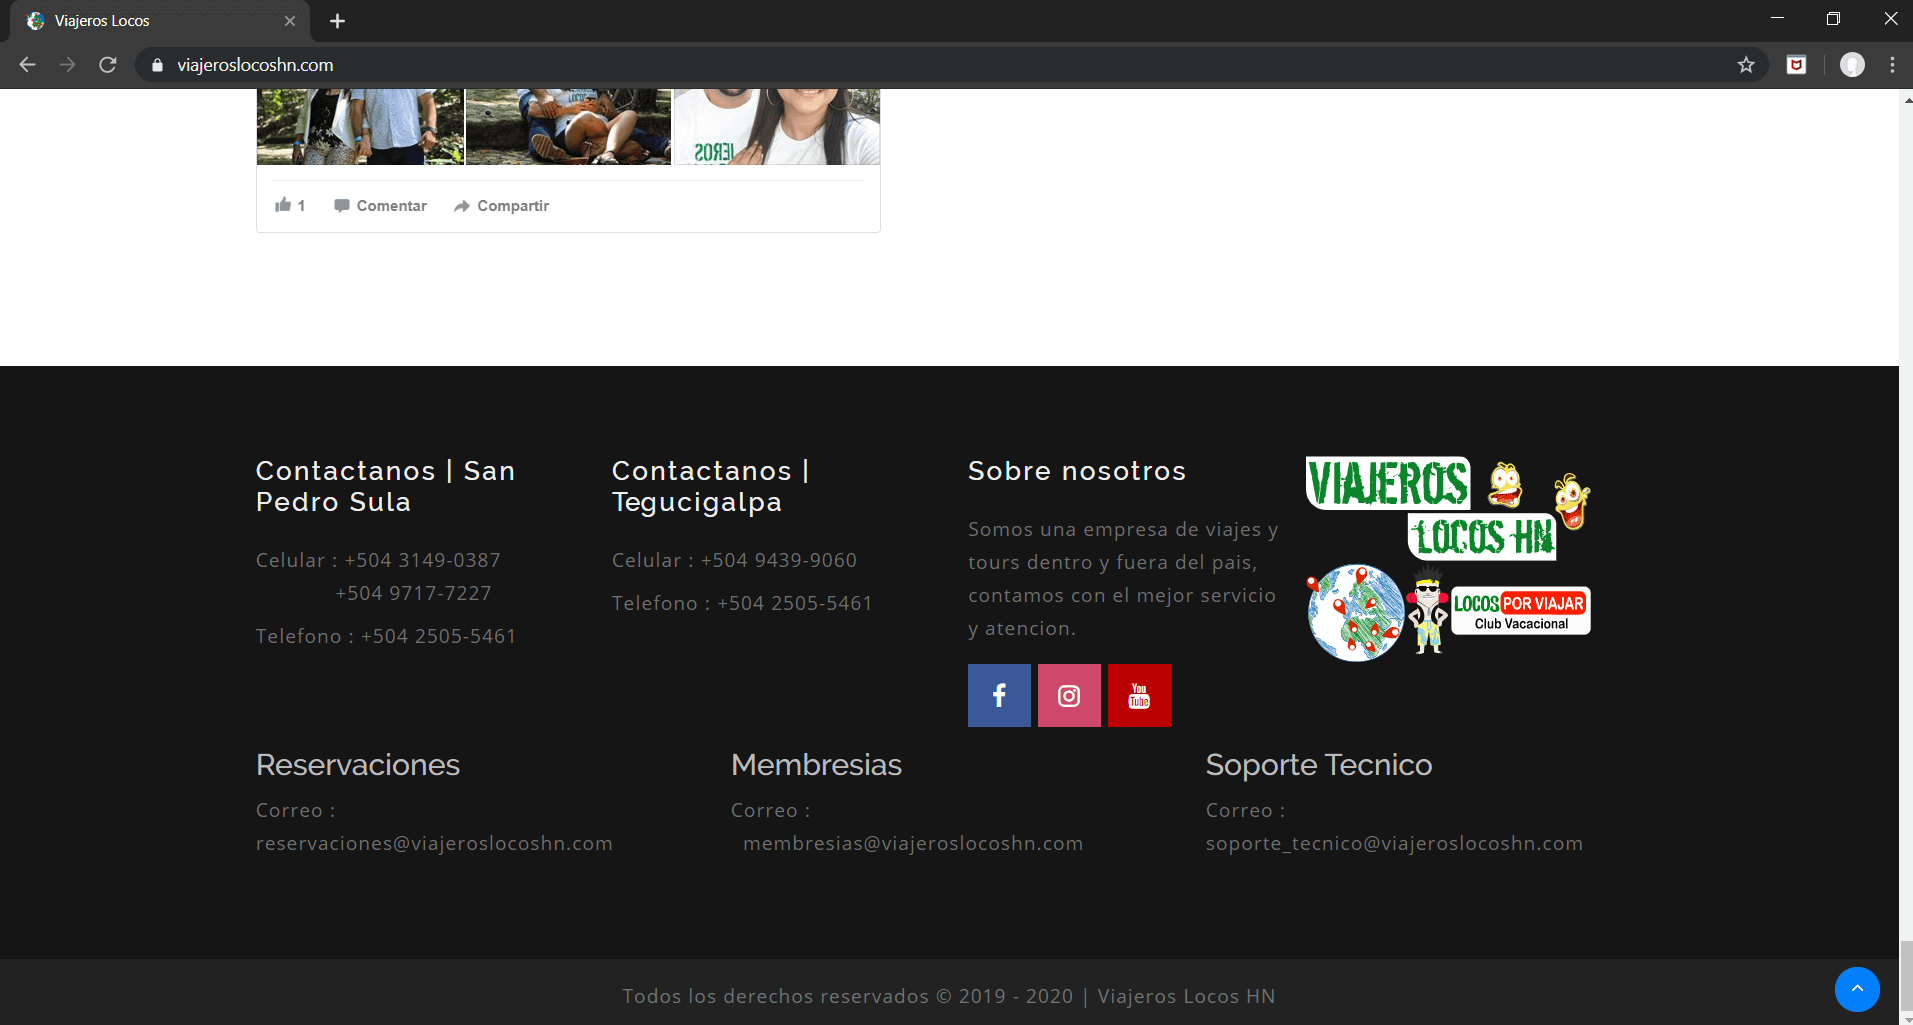 Viajeros Locos
viajeroslocoshn.com
1 Comentar Compartir
Contactanos | San
Pedro Sula
Celular : +504 3149-0387
+504 9717-7227
Telefono : +504 2505-5461
Contactanos |
Tegucigalpa
Celular : +504 9439-9060
Telefono : +504 2505-5461
Sobre nosotros
Somos una empresa de viajes y
tours dentro y fuera del pais,
contamos con el mejor servicio
y atencion.
You
Tube
VIAJEROS
LOCOS HN
LOCOS POR VIAJAR
Club Vacacional
Reservaciones
Correo :
reservaciones@viajeroslocoshn.com
Membresias
Correo :
membresias@viajeroslocoshn.com
Soporte Tecnico
Correo :
soporte_tecnico@viajeroslocoshn.com
Todos los derechos reservados © 2019 - 2020 | Viajeros Locos HN